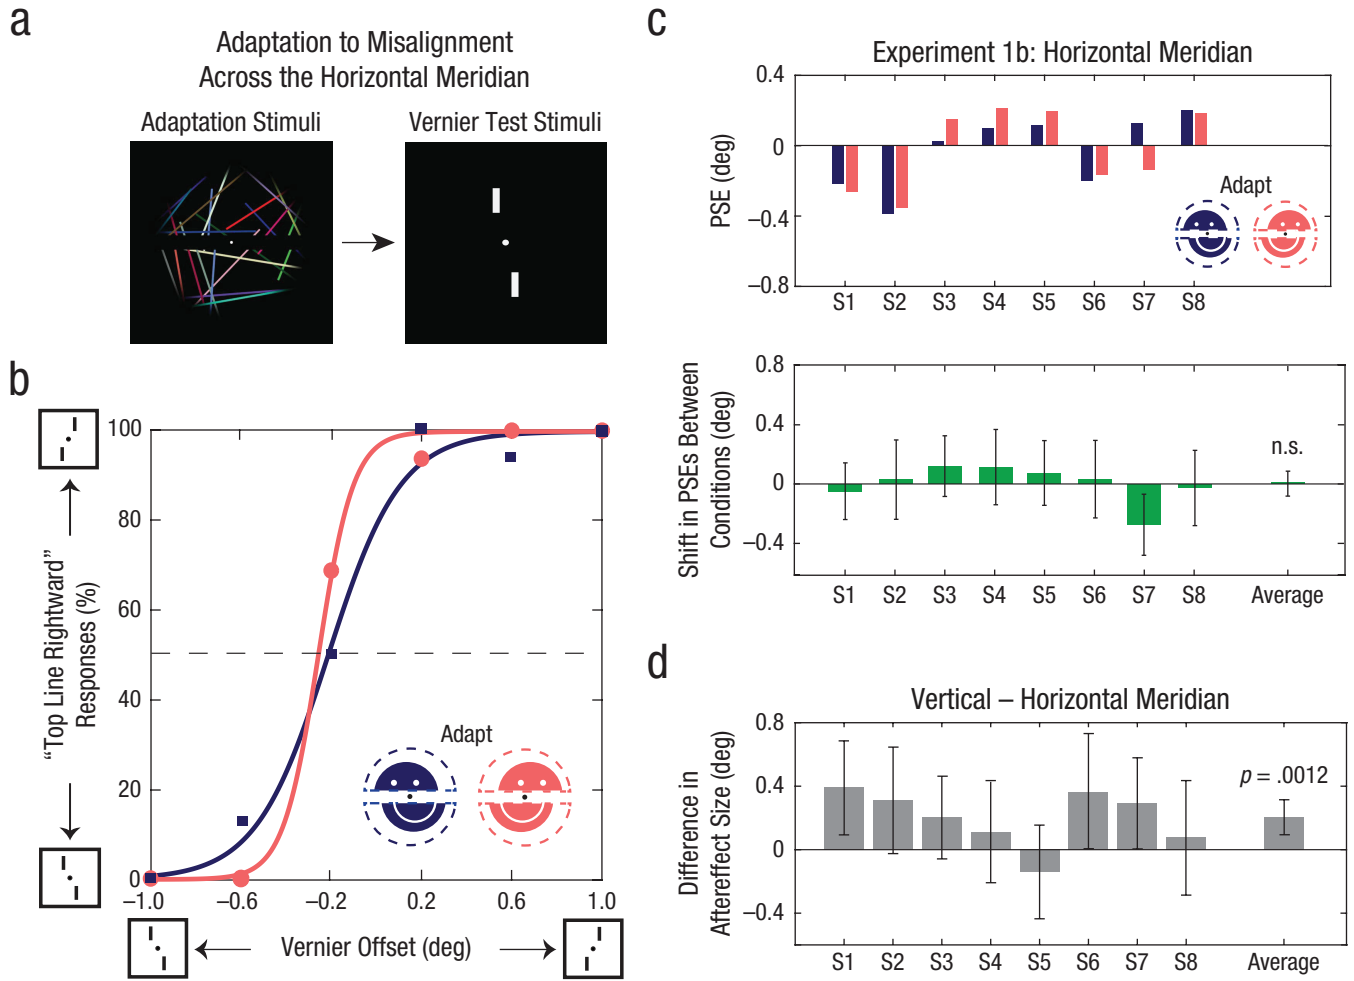 a
Adaptation to Misalignment
Across the Horizontal Meridian
Adaptation Stimuli
Vernier Test Stimuli
b
"Top Line Rightward"
Responses (%)
100
80
60
40
20
0
Adapt
–1.0 –0.6 –0.2 0.2 0.6 1.0
Vernier Offset (deg)
c
Experiment 1b: Horizontal Meridian
PSE (deg)
0.4
0
–0.4
–0.8
Adapt
S1 S2 S3 S4 S5 S6 S7 S8
Shift in PSEs Between
Conditions (deg)
0.8
0.4
0
–0.4
n.s.
S1 S2 S3 S4 S5 S6 S7 S8 Average
d
Vertical – Horizontal Meridian
Difference in
Aftereffect Size (deg)
0.8
0.4
0
–0.4
p = .0012
S1 S2 S3 S4 S5 S6 S7 S8 Average